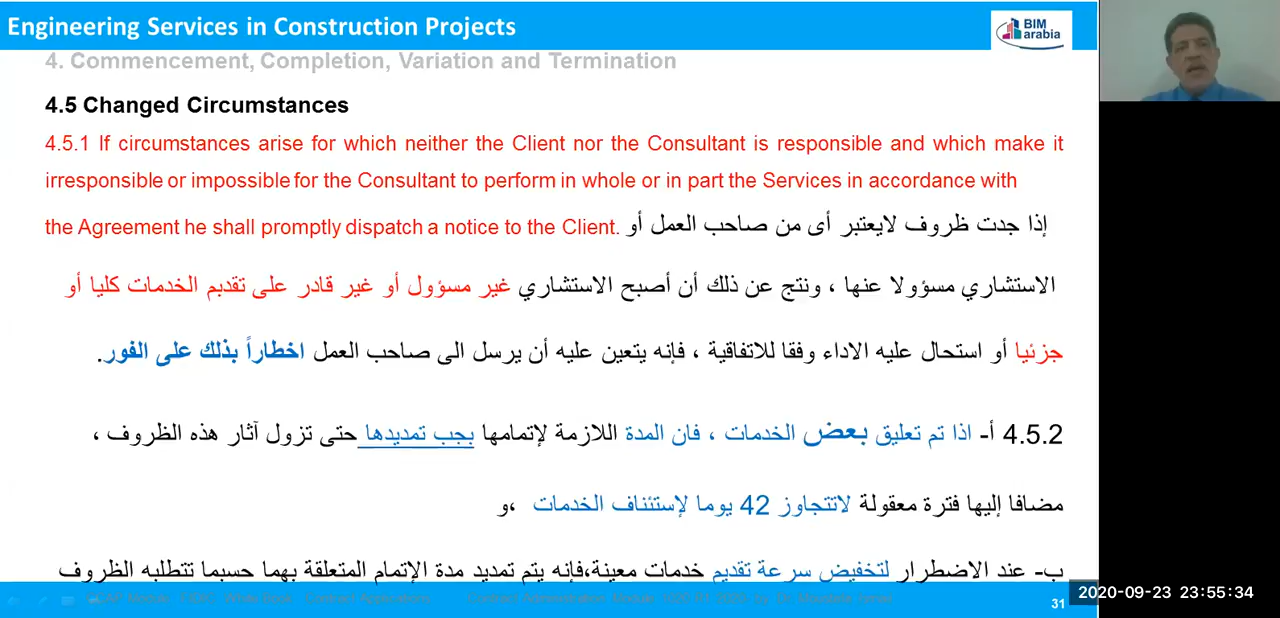 Engineering Services in Construction Projects
BIM
arabia
4. Commencement, Completion, Variation and Termination
4.5 Changed Circumstances
4.5.1 If circumstances arise for which neither the Client nor the Consultant is responsible and which make it
irresponsible or impossible for the Consultant to perform in whole or in part the Services in accordance with
the Agreement he shall promptly dispatch a notice to the Client. إذا جدت ظروف لايعتبر أى من صاحب العمل أو
الاستشاري مسؤولا عنها ، ونتج عن ذلك أن أصبح الاستشاري غير مسؤول أو غير قادر على تقديم الخدمات كليا أو
جزئيا أو استحال عليه الاداء وفقا للاتفاقية ، فإنه يتعين عليه أن يرسل الى صاحب العمل اخطاراً بذلك على الفور.
4.5.2 أ- اذا تم تعليق بعض الخدمات ، فان المدة اللازمة لإتمامها يجب تمديدها حتى تزول آثار هذه الظروف ،
مضافا إليها فترة معقولة لاتتجاوز 42 يوما لإستئناف الخدمات ،و
ب- عند الاضطرار لتخفيض سرعة تقديم خدمات معينة،فإنه يتم تمديد مدة الإتمام المتعلقة بهما حسبما تتطلبه الظروف
31
2020-09-23 23:55:34